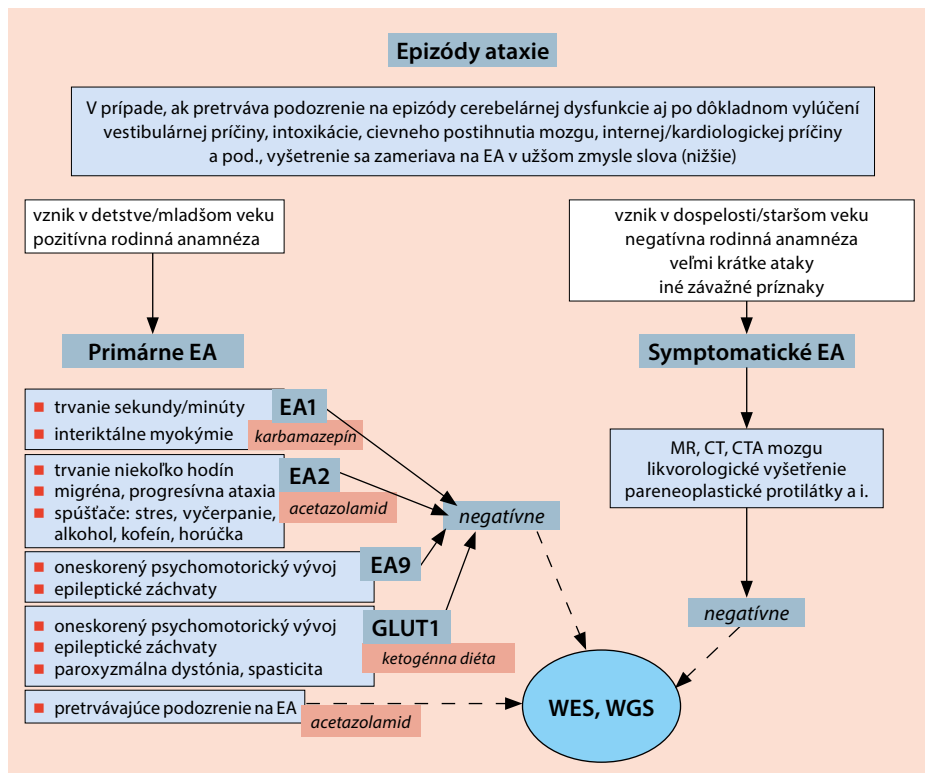 Epizódy ataxie
V prípade, ak pretrváva podozrenie na epizódy cerebelárnej dysfunkcie aj po dôkladnom vylúčení
vestibulárnej príčiny, intoxikácie, cievneho postihnutia mozgu, internej/kardiologickej príčiny
a pod., vyšetrenie sa zameriava na EA v užšom zmysle slova (nižšie)
vznik v detstve/mladšom veku
pozitívna rodinná anamnéza
vznik v dospelosti/staršom veku
negatívna rodinná anamnéza
veľmi krátke ataky
iné závažné príznaky
Primárne EA
Symptomatické EA
trvanie sekundy/minúty
interiktálne myokýmie
EA1
karbamazepín
trvanie niekoľko hodín
migréna, progresívna ataxia
spúšťače: stres, vyčerpanie,
alkohol, kofeín, horúčka
EA2
acetazolamid
oneskorený psychomotorický vývoj
epileptické záchvaty
EA9
oneskorený psychomotorický vývoj
epileptické záchvaty
paroxyzmálna dystónia, spasticita
GLUT1
ketogénna diéta
pretrvávajúce podozrenie na EA
acetazolamid
negatívne
MR, CT, CTA mozgu
likvorologické vyšetřenie
pareneoplastické protilátky a i.
negatívne
WES, WGS